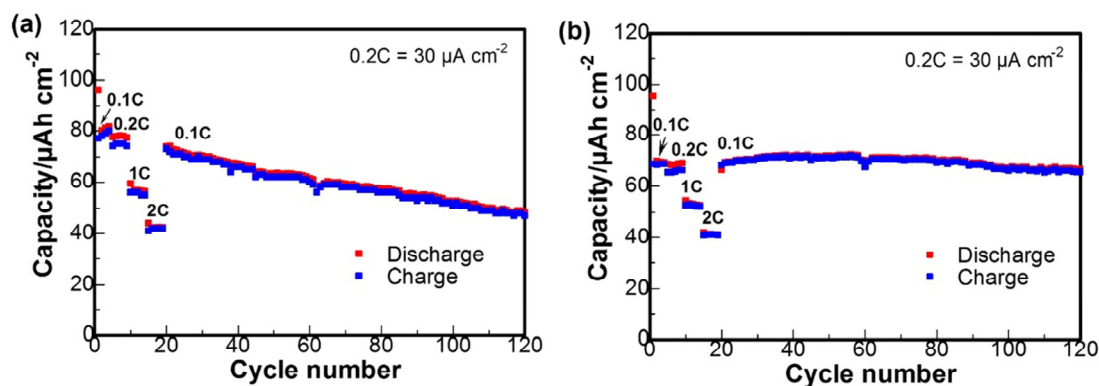 (a)
Capacity/µAh cm-2
120
100
80
60
40
20
0
0.2C = 30 µA cm-2
0.1C
0.2C
1C
2C
0.1C
Discharge
Charge
0 20 40 60 80 100 120
Cycle number
(b)
Capacity/µAh cm-2
120
100
80
60
40
20
0
0.2C = 30 µA cm-2
0.1C
0.2C
1C
2C
0.1C
Discharge
Charge
0 20 40 60 80 100 120
Cycle number